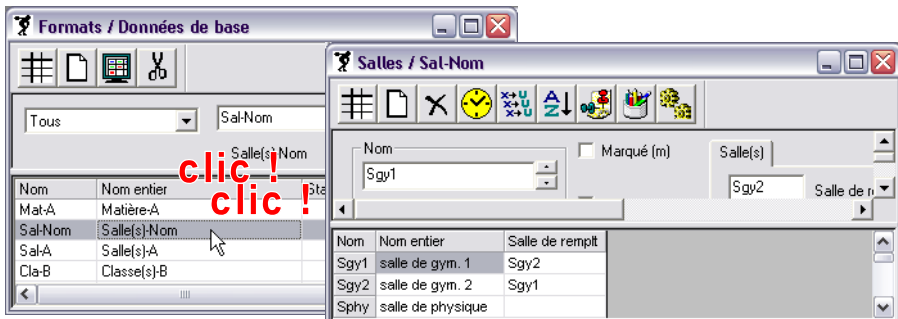 Formats / Données de base
Tous
Sal-Nom
Salle(s)-Nom
clic !
clic !
Nom Nom entier Sta
Mat-A Matière-A
Sal-Nom Salle(s)-Nom
Sal-A Salle(s)-A
Cla-B Classe(s)-B
Salles / Sal-Nom
Nom
Sgy1
Marqué (m)
Salle(s)
Sgy2 Salle de r
Nom Nom entier Salle de remplt
Sgy1 salle de gym. 1 Sgy2
Sgy2 salle de gym. 2 Sgy1
Sphy salle de physique